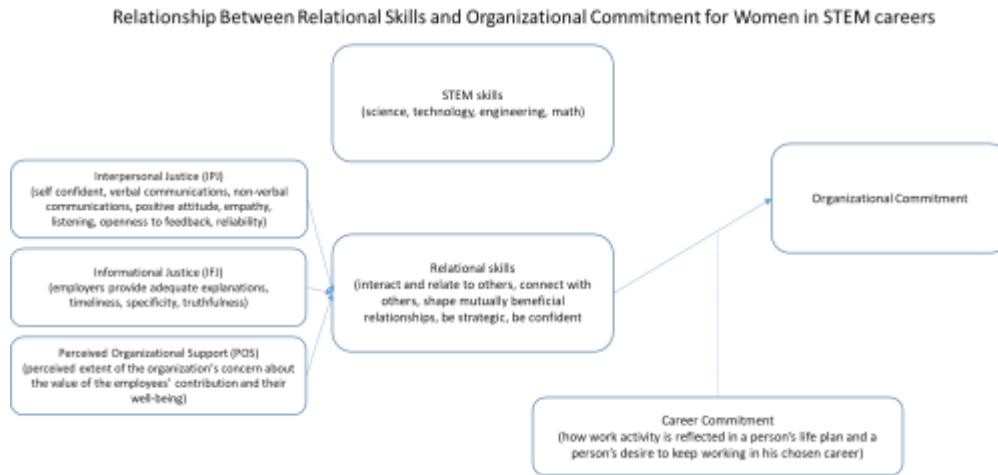 Relationship Between Relational Skills and Organizational Commitment for Women in STEM careers
STEM skills
(science, technology, engineering, math)
Interpersonal Justice (IPJ)
(self confident, verbal communications, non-verbal
communications, positive attitude, empathy,
listening, openness to feedback, reliability)
Organizational Commitment
Informational Justice (IFJ)
(employers provide adequate explanations,
timeliness, specificity, truthfulness)
Relational skills
(interact and relate to others, connect with
others, shape mutually beneficial
relationships, be strategic, be confident
Perceived Organizational Support (POS)
(perceived extent of the organization's concern about
the value of the employees' contribution and their
well-being)
Career Commitment
(how work activity is reflected in a person's life plan and a
person's desire to keep working in his chosen career)